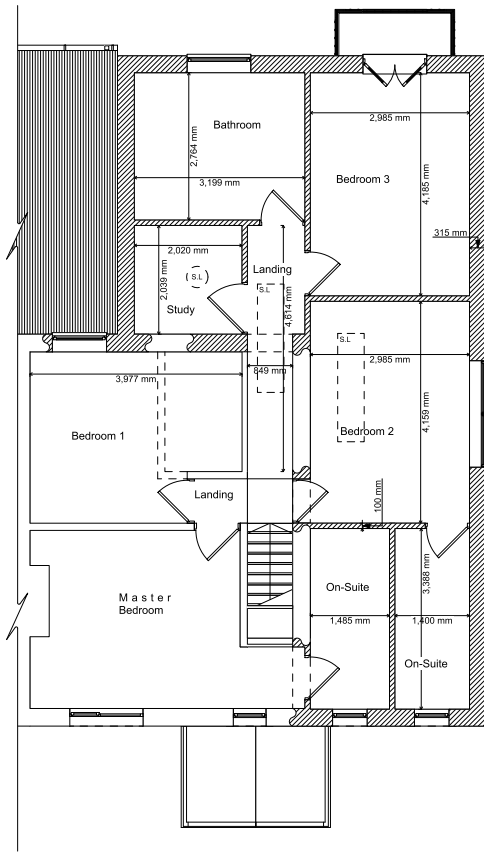 Bathroom
2,764 mm
3,199 mm
2,985 mm
Bedroom 3
4,185 mm
315 mm
2,020 mm
2,039 mm
S.L
Study
Landing
S.L
4,614 mm
849 mm
3,977 mm
Bedroom 1
S.L
2,985 mm
Bedroom 2
4,159 mm
Landing
100 mm
Master
Bedroom
On-Suite
1,485 mm
3,388 mm
1,400 mm
On-Suite